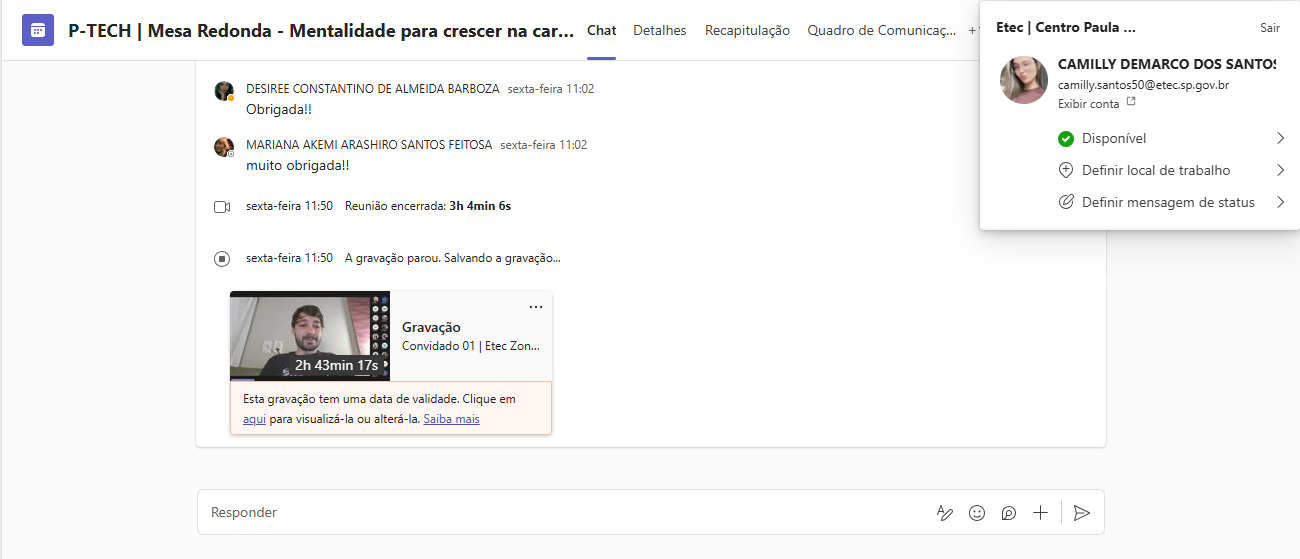 P-TECH | Mesa Redonda - Mentalidade para crescer na car...
Chat
Detalhes
Recapitulação
Quadro de Comunicaç...
+1
Etec | Centro Paula ...
Sair
CAMILLY DEMARCO DOS SANTOS
camilly.santos50@etec.sp.gov.br
Exibir conta
Disponível
Definir local de trabalho
Definir mensagem de status
DESIREE CONSTANTINO DE ALMEIDA BARBOZA sexta-feira 11:02
Obrigada!!
MARIANA AKEMI ARASHIRO SANTOS FEITOSA sexta-feira 11:02
muito obrigada!!
sexta-feira 11:50 Reunião encerrada: 3h 4min 6s
sexta-feira 11:50 A gravação parou. Salvando a gravação...
2h 43min 17s
Gravação
Convidado 01 | Etec Zon...
Esta gravação tem uma data de validade. Clique em
aqui para visualizá-la ou alterá-la. Saiba mais
Responder